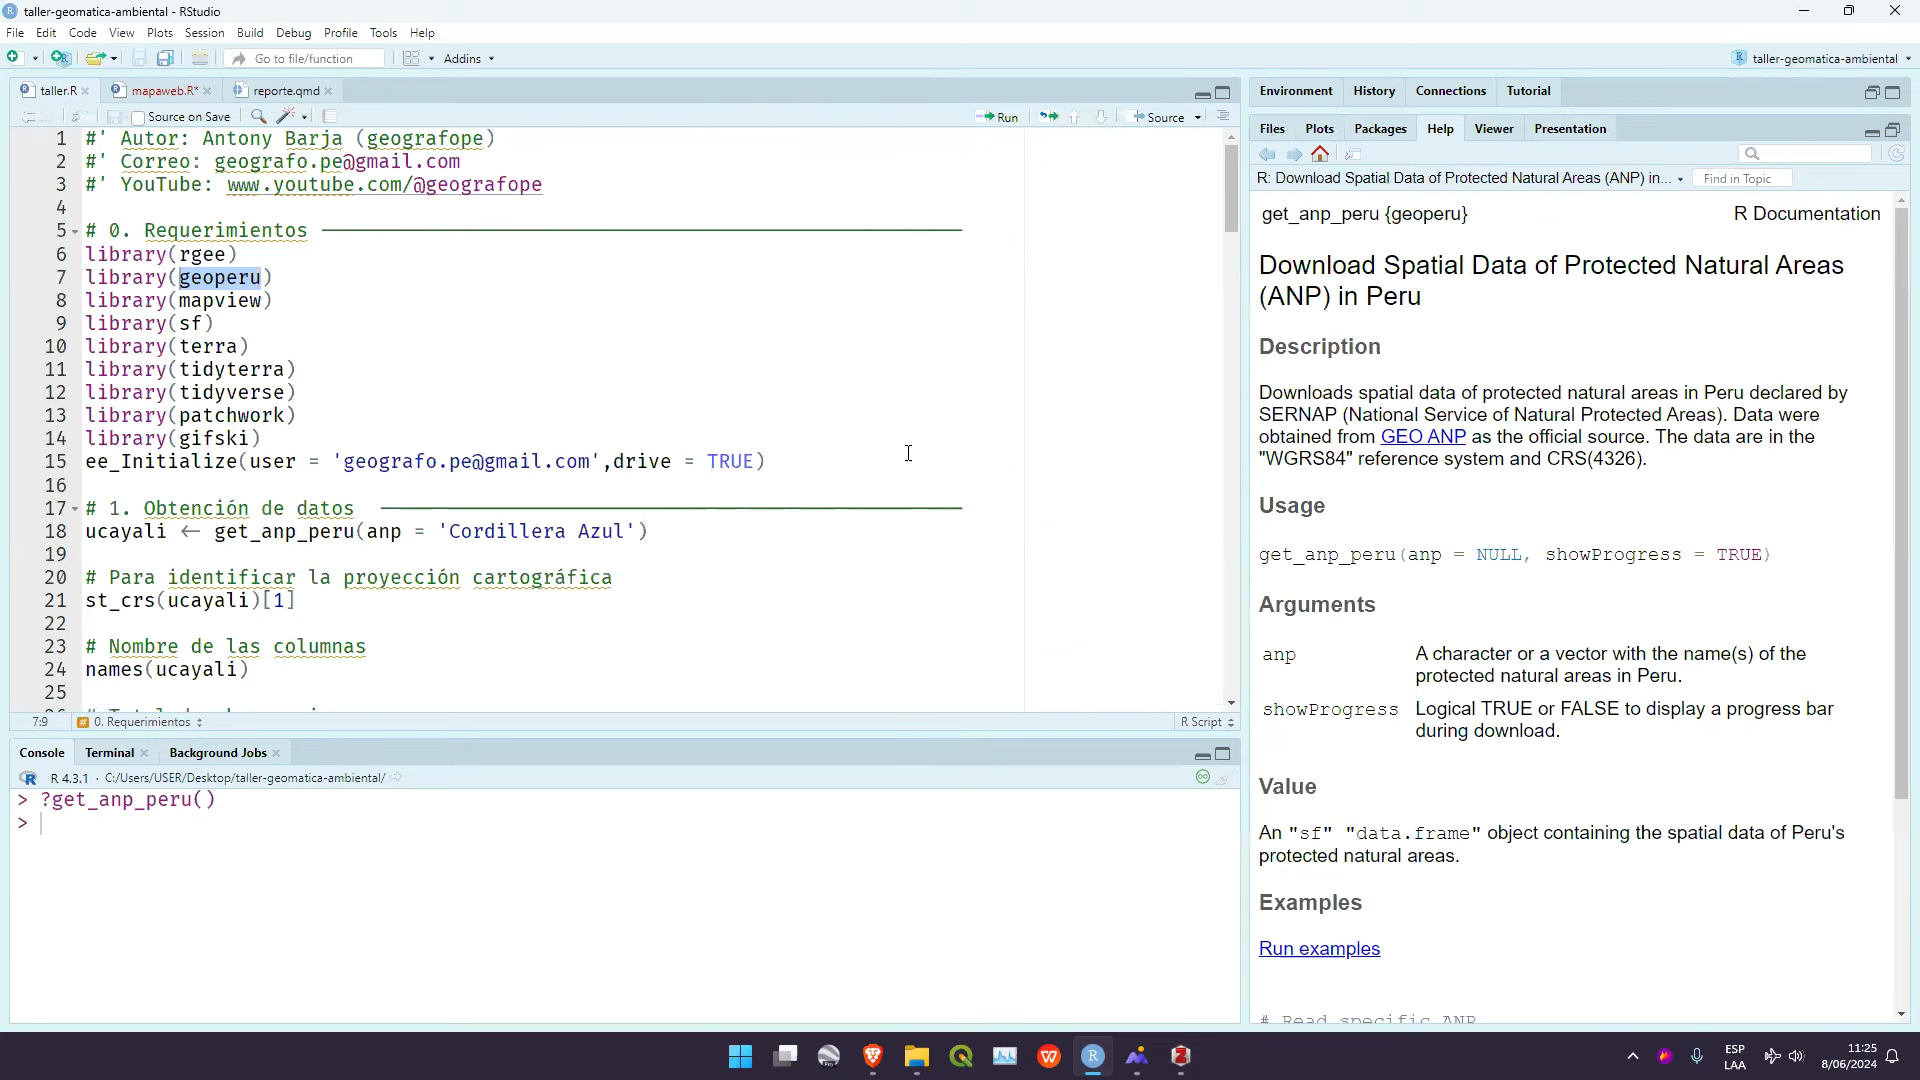 taller-geomatica-ambiental - RStudio
File Edit Code View Plots Session Build Debug Profile Tools Help
Go to file/function Addins taller-geomatica-ambiental
taller.R mapaweb.R* reporte.qmd
Source on Save Run Source
1 #' Autor: Antony Barja (geografope)
2 #' Correo: geografo.pe@gmail.com
3 #' YouTube: www.youtube.com/@geografope
4
5 # 0. Requerimientos
6 library(rgee)
7 library(geoperu)
8 library(mapview)
9 library(sf)
10 library(terra)
11 library(tidyterra)
12 library(tidyverse)
13 library(patchwork)
14 library(gifski)
15 ee_Initialize(user = 'geografo.pe@gmail.com',drive = TRUE)
16
17 # 1. Obtención de datos
18 ucayali <- get_anp_peru(anp = 'Cordillera Azul')
19
20 # Para identificar la proyección cartográfica
21 st_crs(ucayali)[1]
22
23 # Nombre de las columnas
24 names(ucayali)
25
7:9 0. Requerimientos R Script
Console Terminal Background Jobs
R 4.3.1 · C:/Users/USER/Desktop/taller-geomatica-ambiental/
> ?get_anp_peru()
>
Environment History Connections Tutorial
Files Plots Packages Help Viewer Presentation
R: Download Spatial Data of Protected Natural Areas (ANP) in... Find in Topic
get_anp_peru {geoperu} R Documentation
Download Spatial Data of Protected Natural Areas
(ANP) in Peru
Description
Downloads spatial data of protected natural areas in Peru declared by
SERNAP (National Service of Natural Protected Areas). Data were
obtained from GEO ANP as the official source. The data are in the
"WGRS84" reference system and CRS(4326).
Usage
get_anp_peru(anp = NULL, showProgress = TRUE)
Arguments
anp A character or a vector with the name(s) of the
protected natural areas in Peru.
showProgress Logical TRUE or FALSE to display a progress bar
during download.
Value
An "sf" "data.frame" object containing the spatial data of Peru's
protected natural areas.
Examples
Run examples
# Read specific ANP
ESP
LAA
11:25
8/06/2024